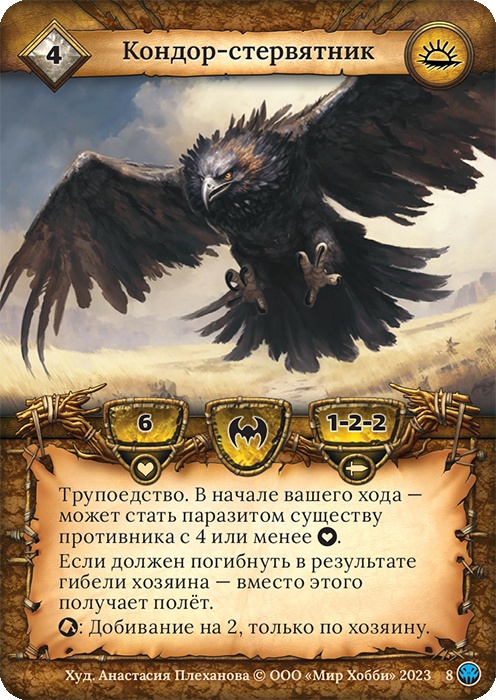 4
Кондор-стервятник
6
1-2-2
Трупоедство. В начале вашего хода —
может стать паразитом существу
противника с 4 или менее .
Если должен погибнуть в результате
гибели хозяина — вместо этого
получает полёт.
: Добивание на 2, только по хозяину.
Худ. Анастасия Плеханова © ООО «Мир Хобби» 2023 8